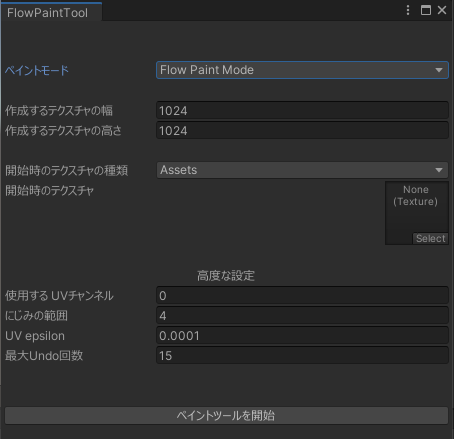 FlowPaintTool
ペイントモード Flow Paint Mode
作成するテクスチャの幅 1024
作成するテクスチャの高さ 1024
開始時のテクスチャの種類 Assets
開始時のテクスチャ None
(Texture)
Select
高度な設定
使用するUVチャンネル 0
にじみの範囲 4
UV epsilon 0.0001
最大Undo回数 15
ペイントツールを開始